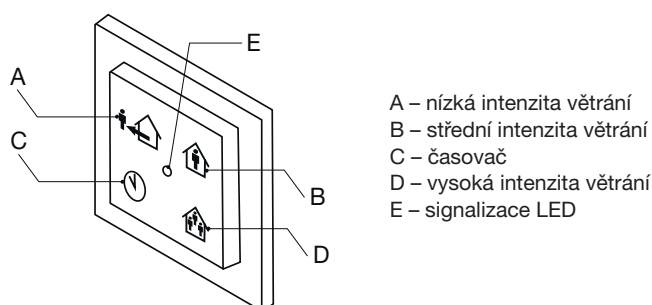 E
A
C
B
D
A – nízká intenzita větrání
B – střední intenzita větrání
C – časovač
D – vysoká intenzita větrání
E – signalizace LED